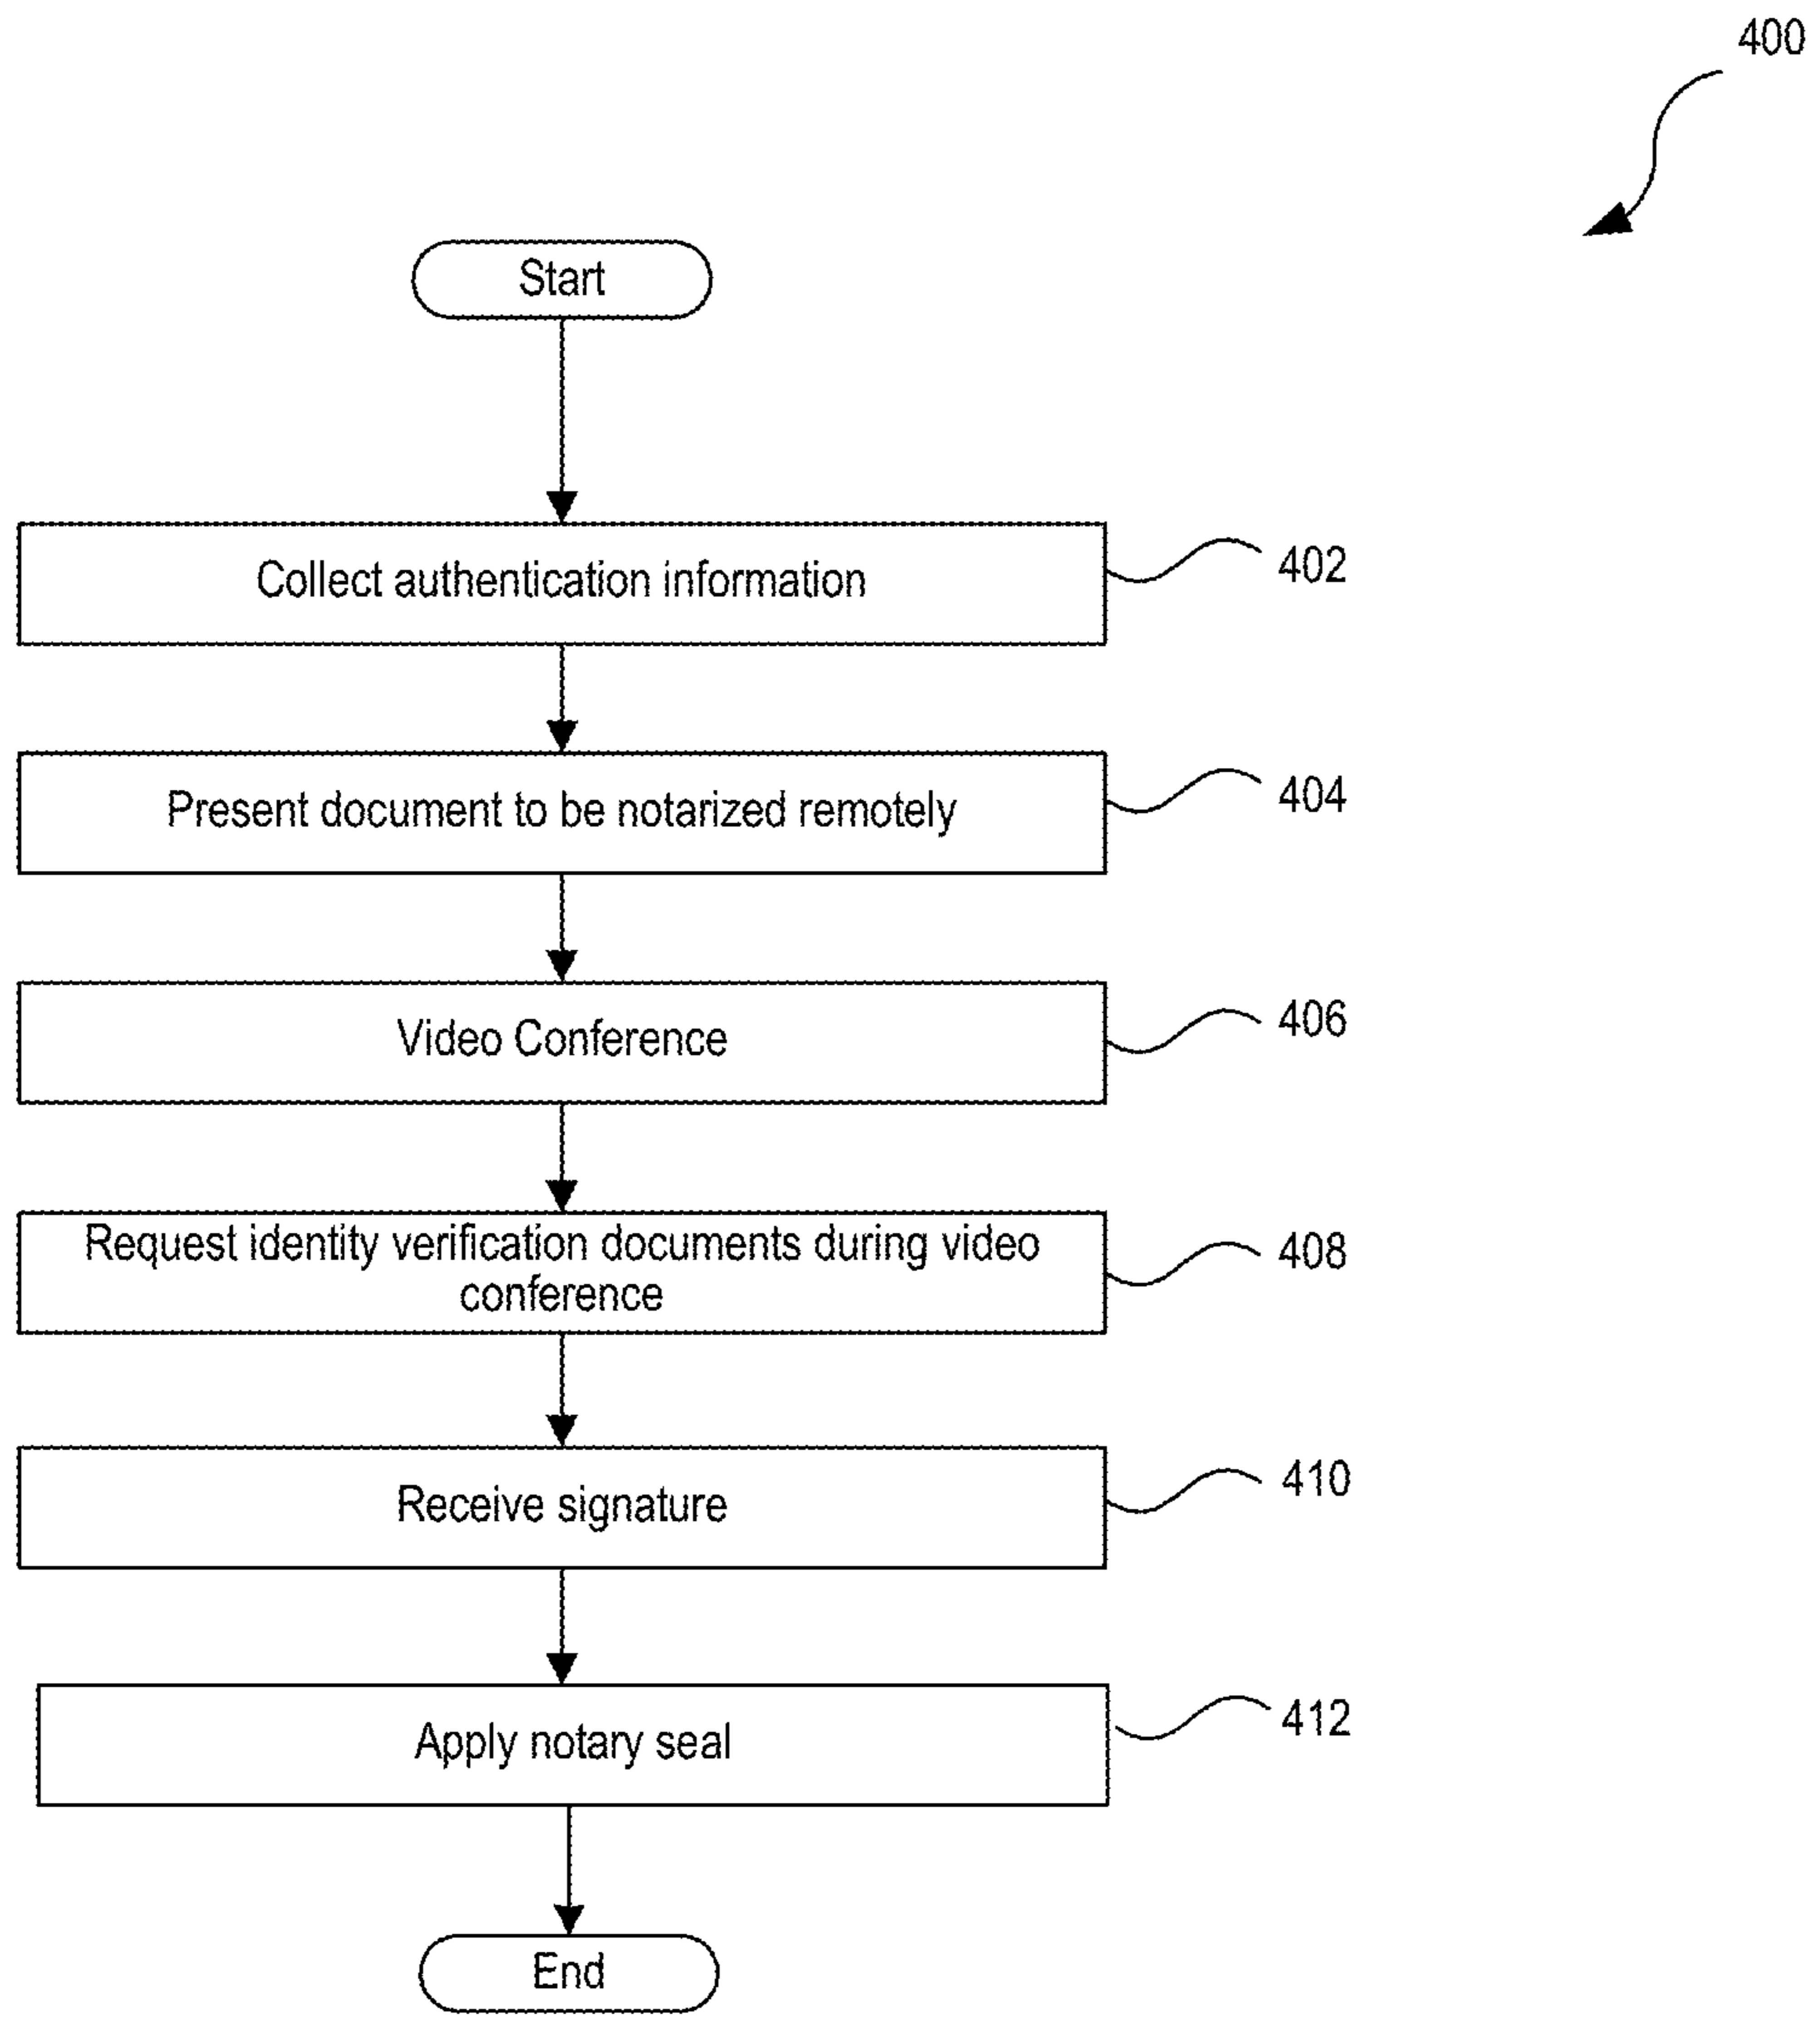 400
Start
Collect authentication information
402
Present document to be notarized remotely
404
Video Conference
406
Request identity verification documents during video
conference
408
Receive signature
410
Apply notary seal
412
End